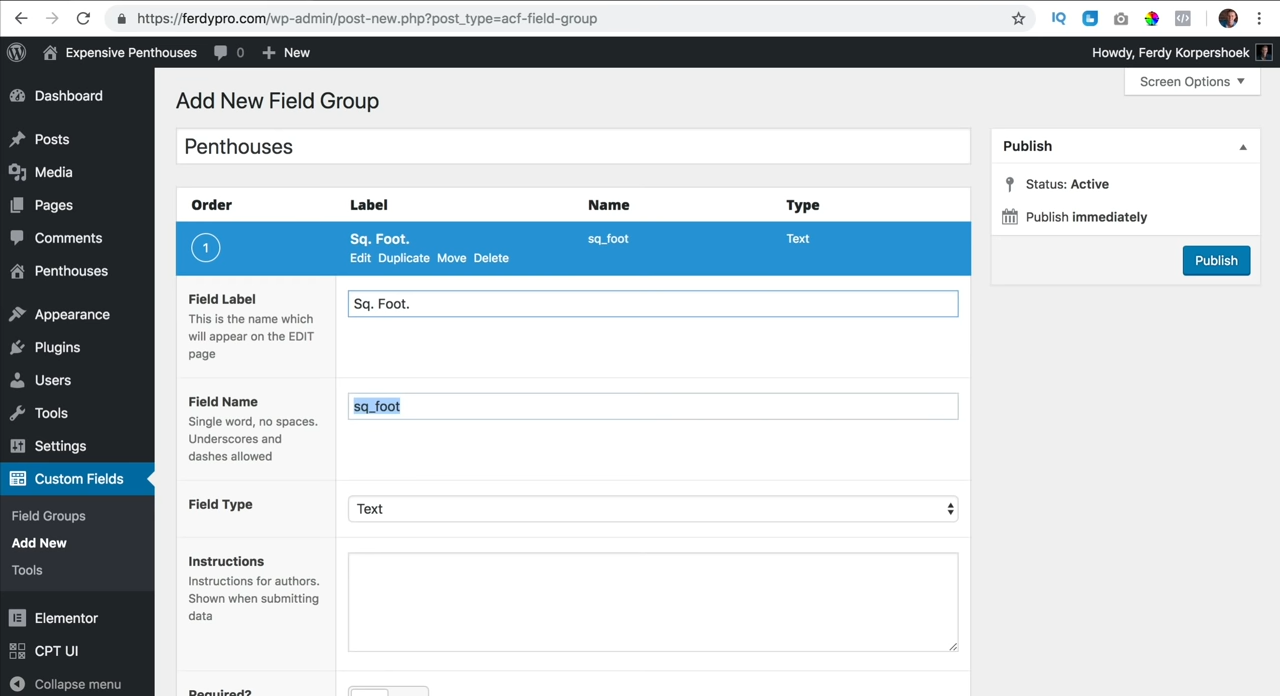 https://ferdypro.com/wp-admin/post-new.php?post_type=acf-field-group
IQ
Expensive Penthouses
0
New
Howdy, Ferdy Korpershoek
Screen Options
Dashboard
Posts
Media
Pages
Comments
Penthouses
Appearance
Plugins
Users
Tools
Settings
Custom Fields
Field Groups
Add New
Tools
Elementor
CPT UI
Collapse menu
Add New Field Group
Penthouses
Order Label Name Type
1 Sq. Foot. sq_foot Text
Edit Duplicate Move Delete
Field Label
This is the name which
will appear on the EDIT
page
Sq. Foot.
Field Name
Single word, no spaces.
Underscores and
dashes allowed
sq_foot
Field Type
Text
Instructions
Instructions for authors.
Shown when submitting
data
Required?
Publish
Status: Active
Publish immediately
Publish